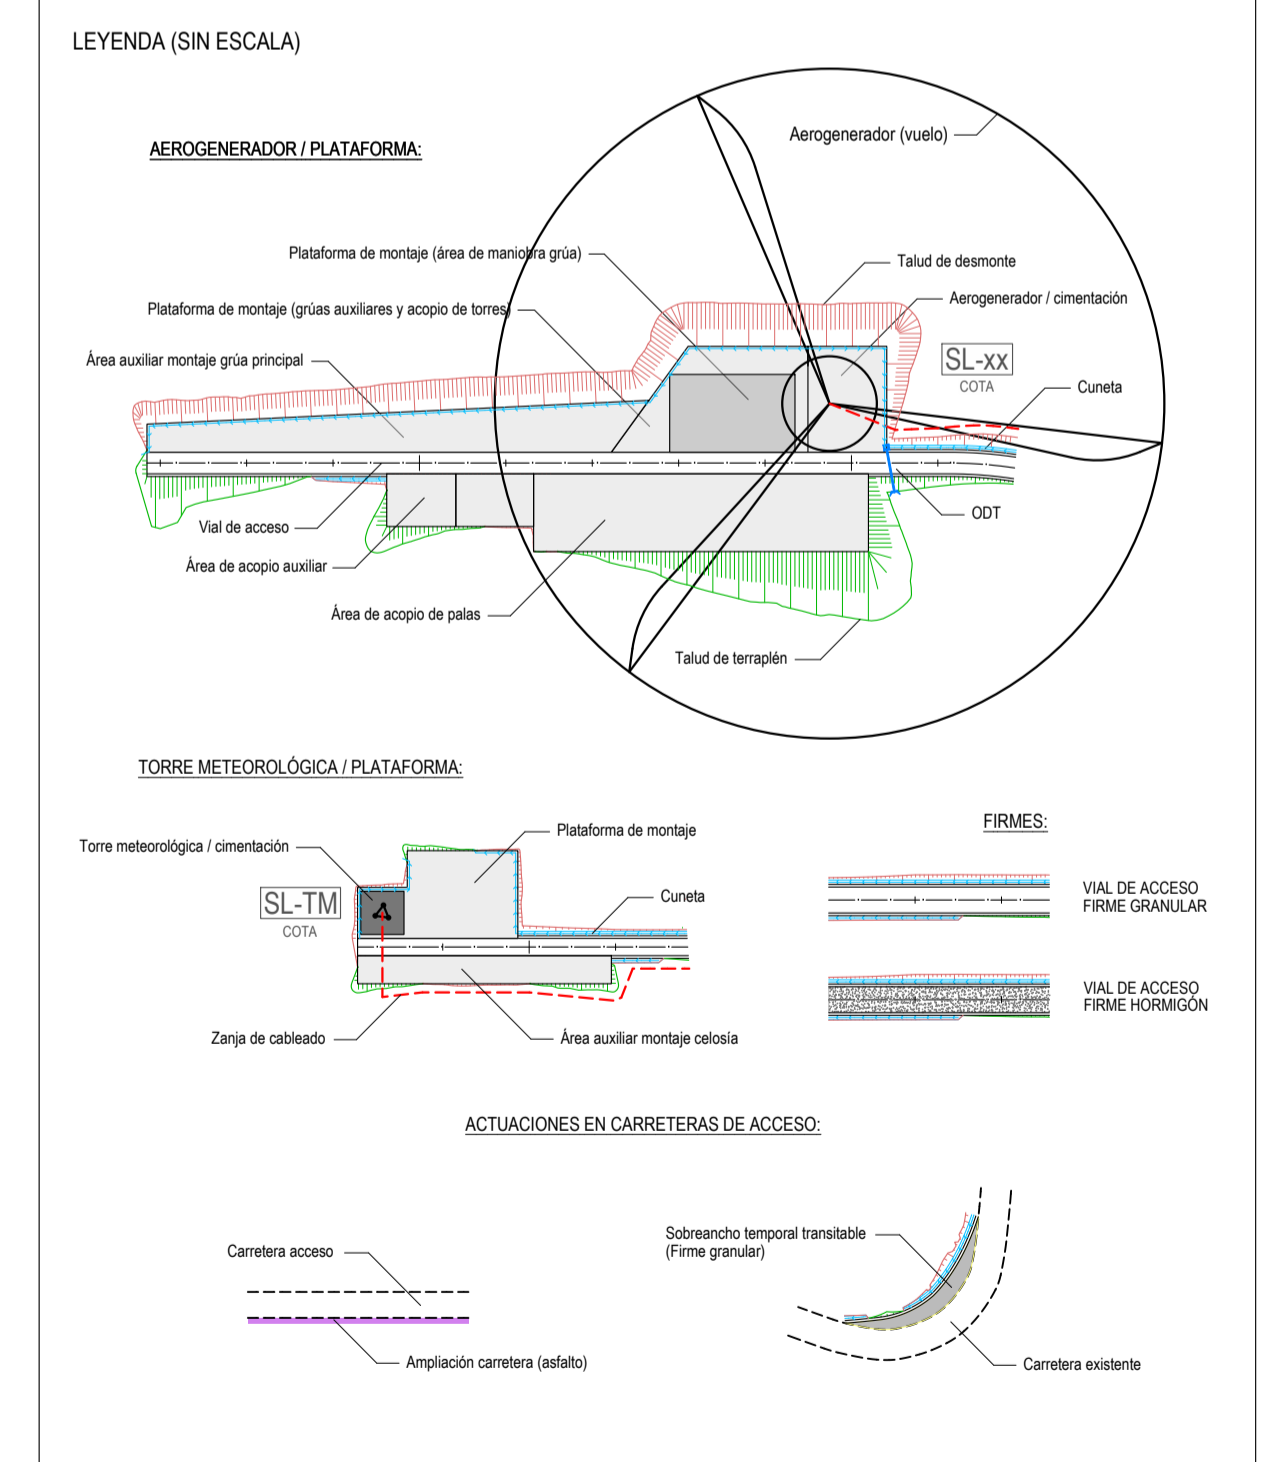 LEYENDA (SIN ESCALA)
AEROGENERADOR / PLATAFORMA:
Aerogenerador (vuelo)
Plataforma de montaje (área de maniobra grúa)
Talud de desmonte
Aerogenerador / cimentación
Plataforma de montaje (grúas auxiliares y acopio de torres)
Área auxiliar montaje grúa principal
SL-xx
COTA
Cuneta
Vial de acceso
ODT
Área de acopio auxiliar
Área de acopio de palas
Talud de terraplén
TORRE METEOROLÓGICA / PLATAFORMA:
Torre meteorológica / cimentación
Plataforma de montaje
SL-TM
COTA
Cuneta
Zanja de cableado
Área auxiliar montaje celosía
FIRMES:
VIAL DE ACCESO
FIRME GRANULAR
VIAL DE ACCESO
FIRME HORMIGÓN
ACTUACIONES EN CARRETERAS DE ACCESO:
Carretera acceso
Ampliación carretera (asfalto)
Sobreancho temporal transitable
(Firme granular)
Carretera existente